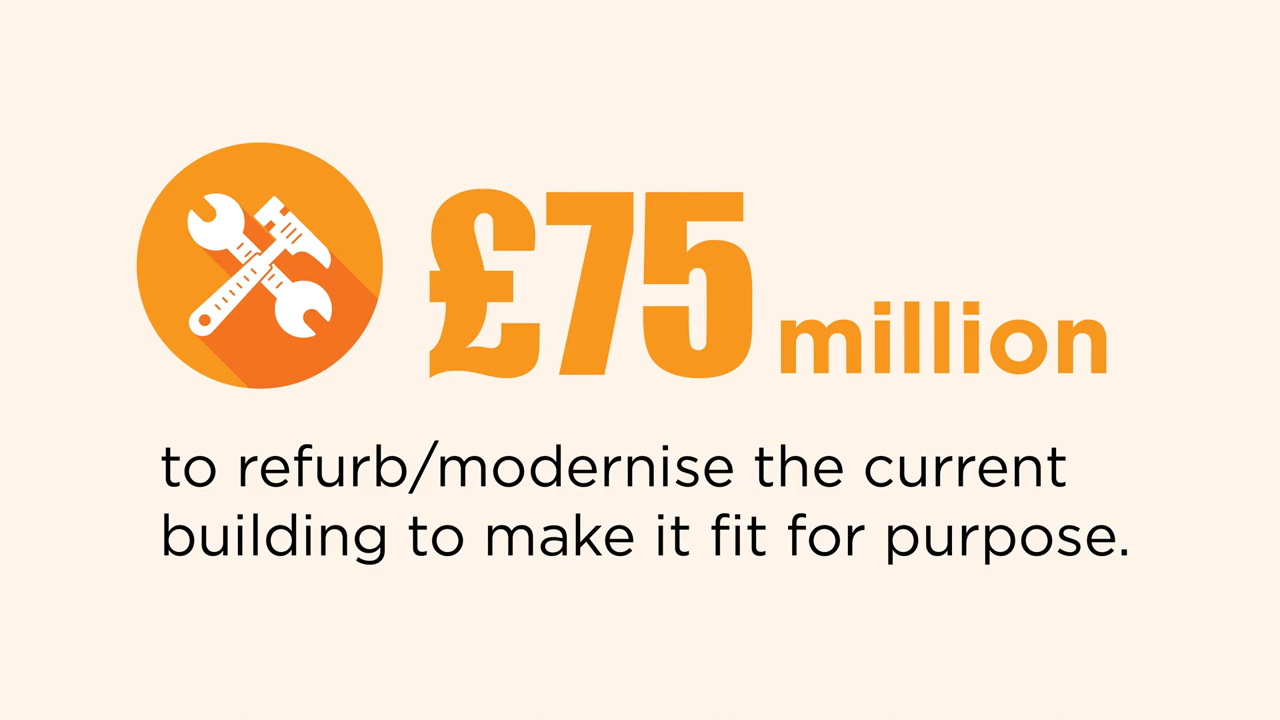 £75 million
to refurb/modernise the current
building to make it fit for purpose.